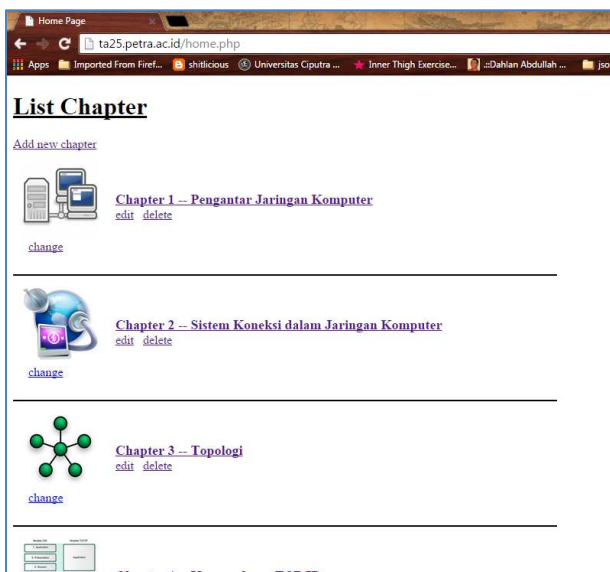 Home Page
ta25.petra.ac.id/home.php
Apps Imported From Firef... shitlicious Universitas Ciputra ... Inner Thigh Exercise... .::Dahlan Abdullah ... jso
List Chapter
Add new chapter
Chapter 1 -- Pengantar Jaringan Komputer
edit delete
change
Chapter 2 -- Sistem Koneksi dalam Jaringan Komputer
edit delete
change
Chapter 3 -- Topologi
edit delete
change